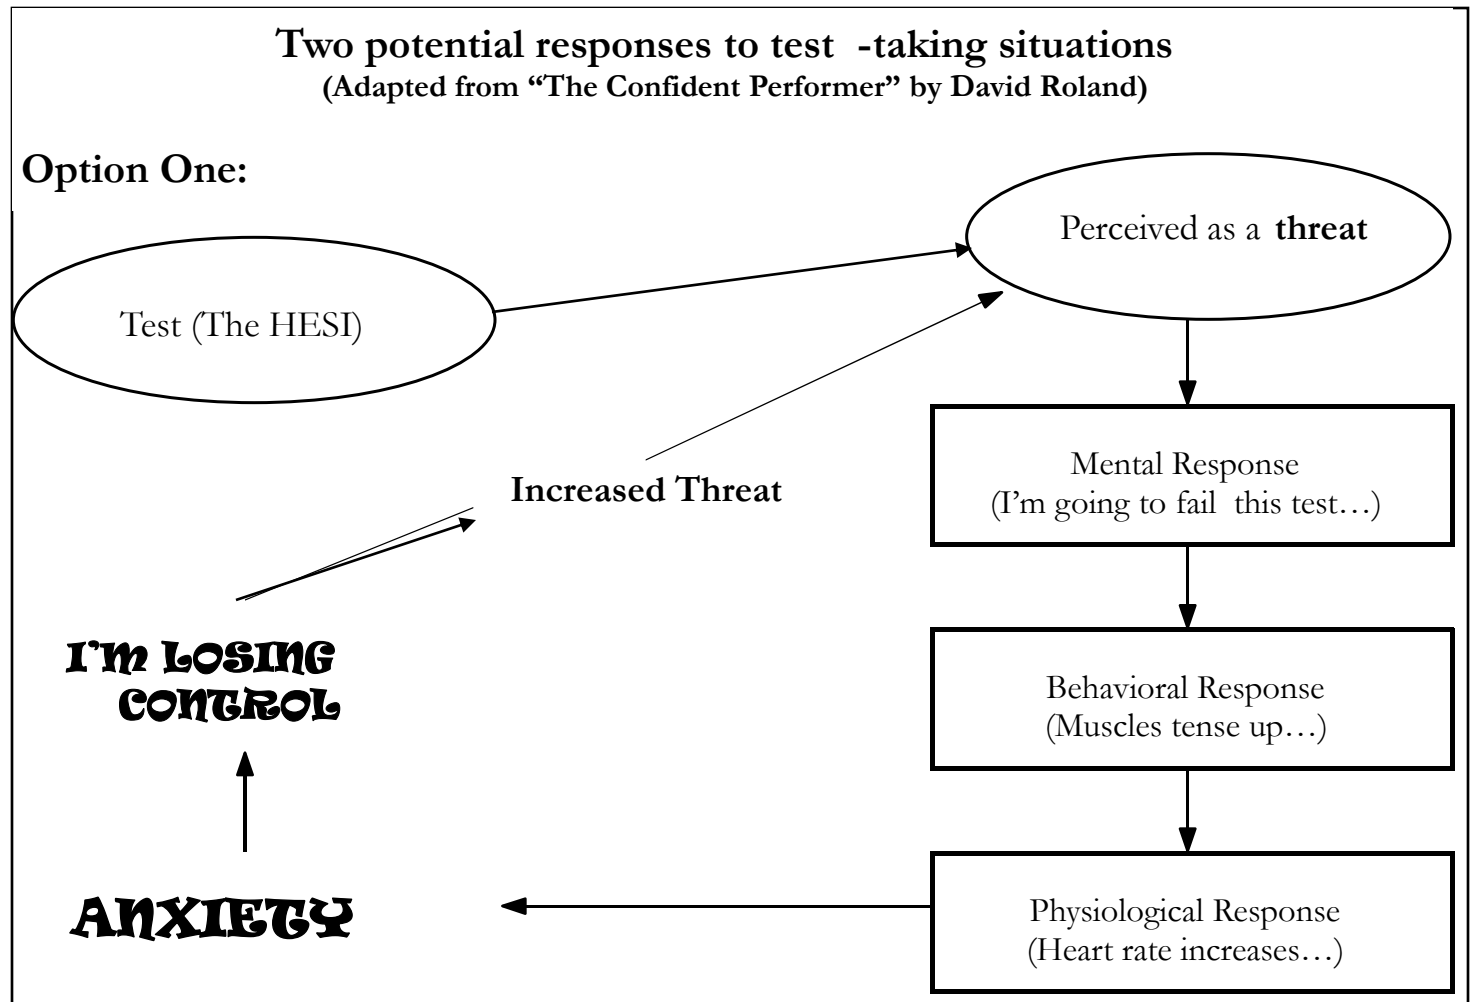 Two potential responses to test -taking situations
(Adapted from “The Confident Performer” by David Roland)
Option One:
Perceived as a threat
Test (The HESI)
Mental Response
(I’m going to fail this test…)
Increased Threat
Behavioral Response
(Muscles tense up…)
I’M LOSING
CONTROL
Physiological Response
(Heart rate increases…)
ANXIETY